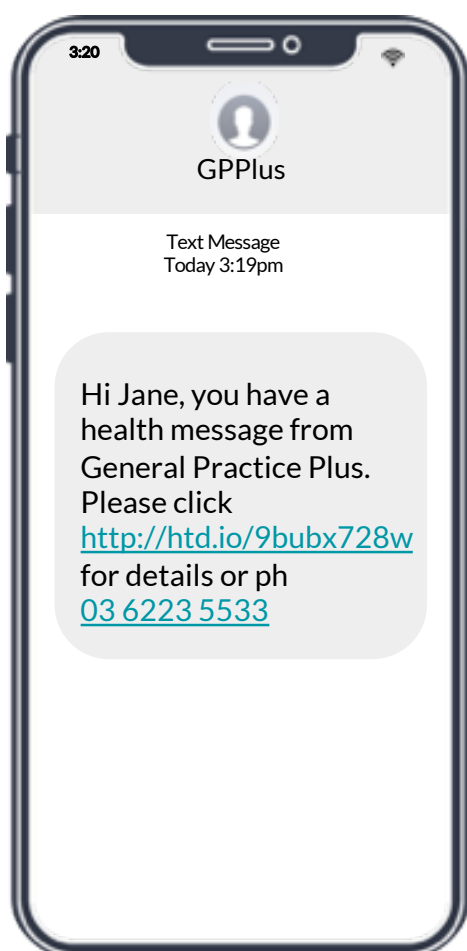 3:20
GPPlus
Text Message
Today 3:19pm
Hi Jane, you have a
health message from
General Practice Plus.
Please click
http://htd.io/9bubx728w
for details or ph
03 6223 5533